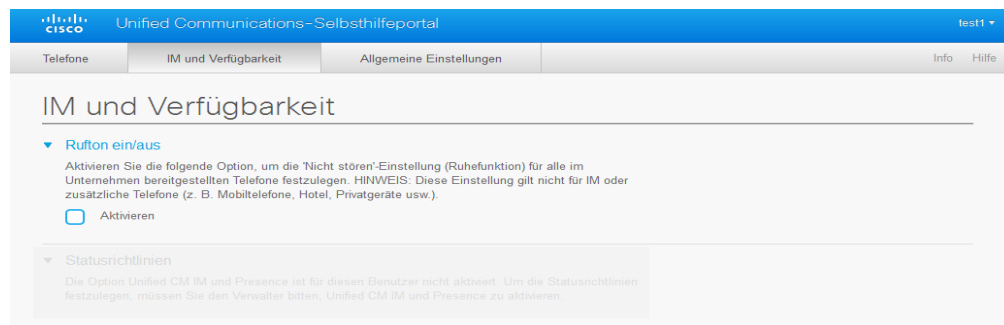 CISCO Unified Communications-Selbsthilfeportal test1
Telefone IM und Verfügbarkeit Allgemeine Einstellungen Info Hilfe
IM und Verfügbarkeit
Rufton ein/aus
Aktivieren Sie die folgende Option, um die 'Nicht stören'-Einstellung (Ruhefunktion) für alle im
Unternehmen bereitgestellten Telefone festzulegen. HINWEIS: Diese Einstellung gilt nicht für IM oder
zusätzliche Telefone (z. B. Mobiltelefone, Hotel, Privatgeräte usw.).
Aktivieren
Statusrichtlinien
Die Option Unified CM IM und Presence ist für diesen Benutzer nicht aktiviert. Um die Statusrichtlinien
festzulegen, müssen Sie den Verwalter bitten, Unified CM IM und Presence zu aktivieren.